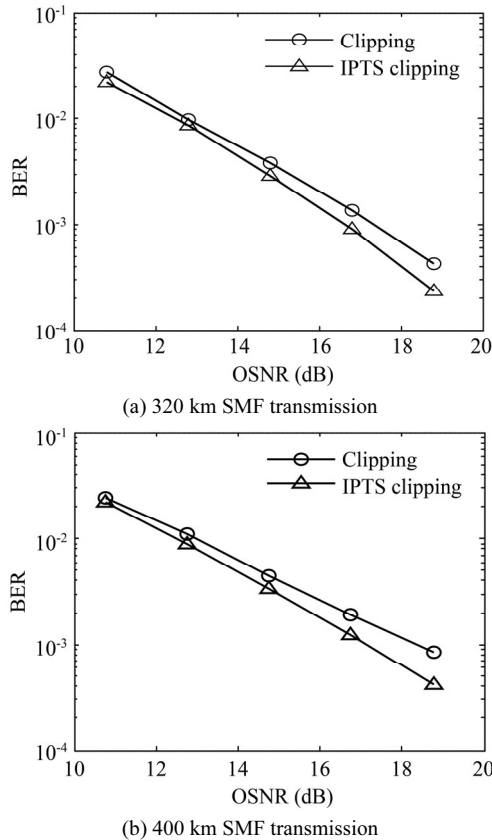 10-1
Clipping
IPTS clipping
10-2
BER
10-3
10-4
10 12 14 16 18 20
OSNR (dB)
(a) 320 km SMF transmission
10-1
Clipping
IPTS clipping
10-2
BER
10-3
10-4
10 12 14 16 18 20
OSNR (dB)
(b) 400 km SMF transmission